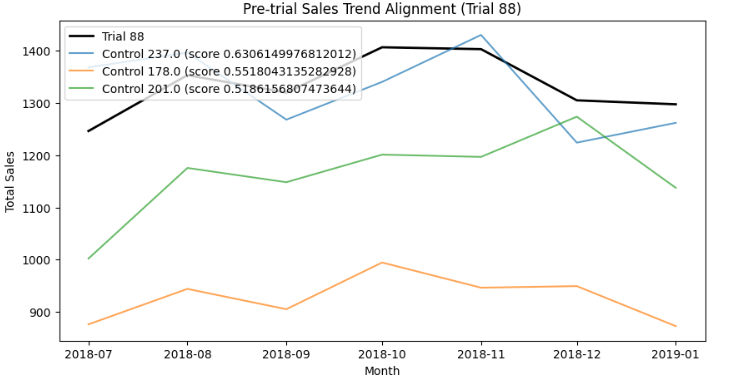 Pre-trial Sales Trend Alignment (Trial 88)
Trial 88
Control 237.0 (score 0.6306149976812012)
Control 178.0 (score 0.5518043135282928)
Control 201.0 (score 0.5186156807473644)
1400
1300
1200
1100
1000
900
Total Sales
2018-07 2018-08 2018-09 2018-10 2018-11 2018-12 2019-01
Month